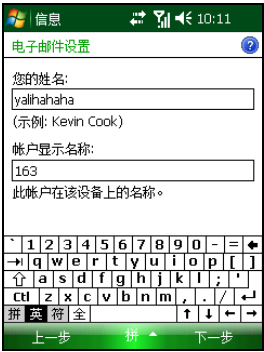 信息 10:11
电子邮件设置
您的姓名:
yalihahaha
(示例: Kevin Cook)
帐户显示名称:
163
此帐户在该设备上的名称。
` 1 2 3 4 5 6 7 8 9 0 - =
q w e r t y u i o p [ ]
a s d f g h j k l ; '
Ctl z x c v b n m , . /
拼 英 符 全
上一步 拼 下一步